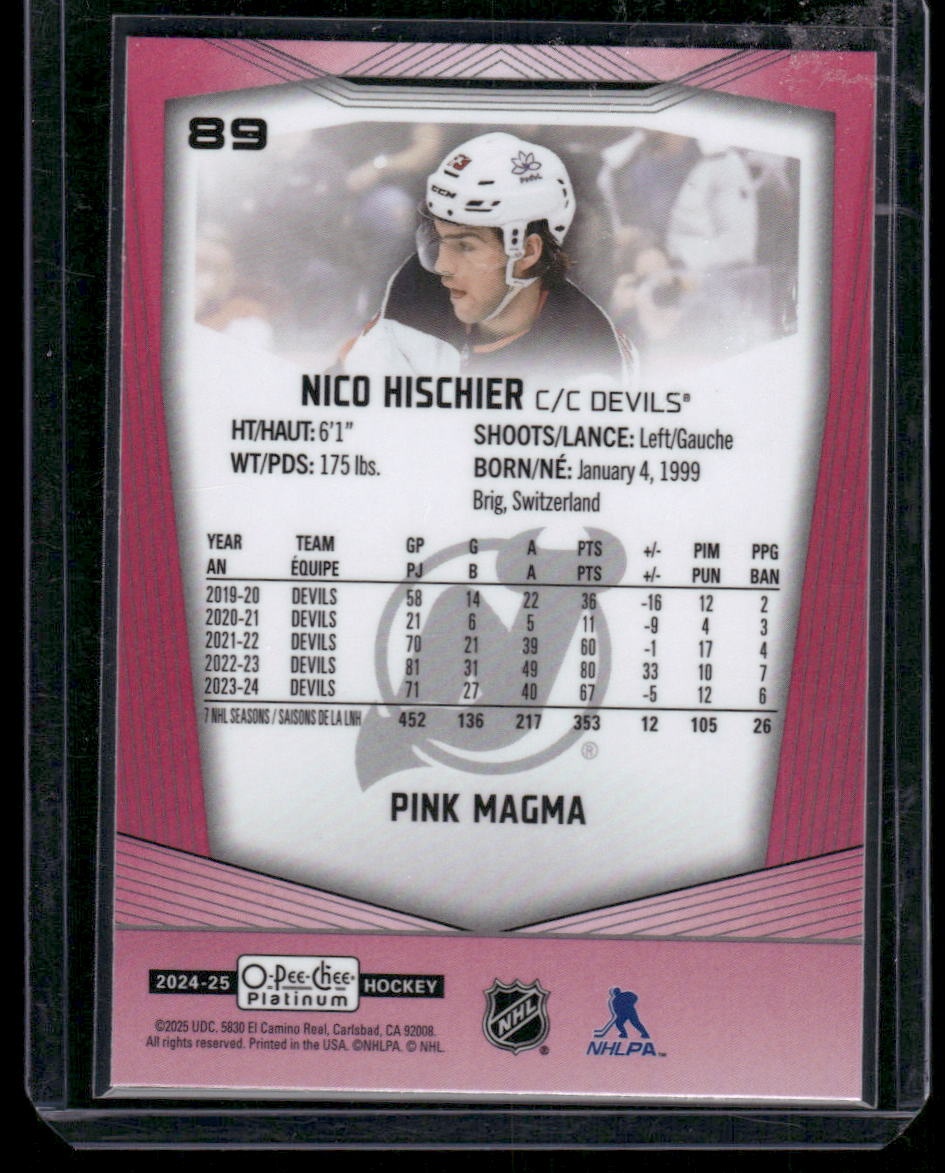 89
CCM
NICO HISCHIER C/C DEVILS®
HT/HAUT: 6'1"
WT/PDS: 175 lbs.
SHOOTS/LANCE: Left/Gauche
BORN/NÉ: January 4, 1999
Brig, Switzerland
YEAR TEAM GP G A PTS +/- PIM PPG
AN ÉQUIPE PJ B A PTS +/- PUN BAN
2019-20 DEVILS 58 14 22 36 -16 12 2
2020-21 DEVILS 21 6 5 11 -9 4 3
2021-22 DEVILS 70 21 39 60 -1 17 4
2022-23 DEVILS 81 31 49 80 33 10 7
2023-24 DEVILS 71 27 40 67 -5 12 6
7 NHL SEASONS / SAISONS DE LA LNH 452 136 217 353 12 105 26
®
PINK MAGMA
2024-25 O-Pee-Chee® Platinum HOCKEY
©2025 UDC. 5830 El Camino Real, Carlsbad, CA 92008.
All rights reserved. Printed in the USA. ©NHLPA. © NHL.
NHL ®
NHLPA™